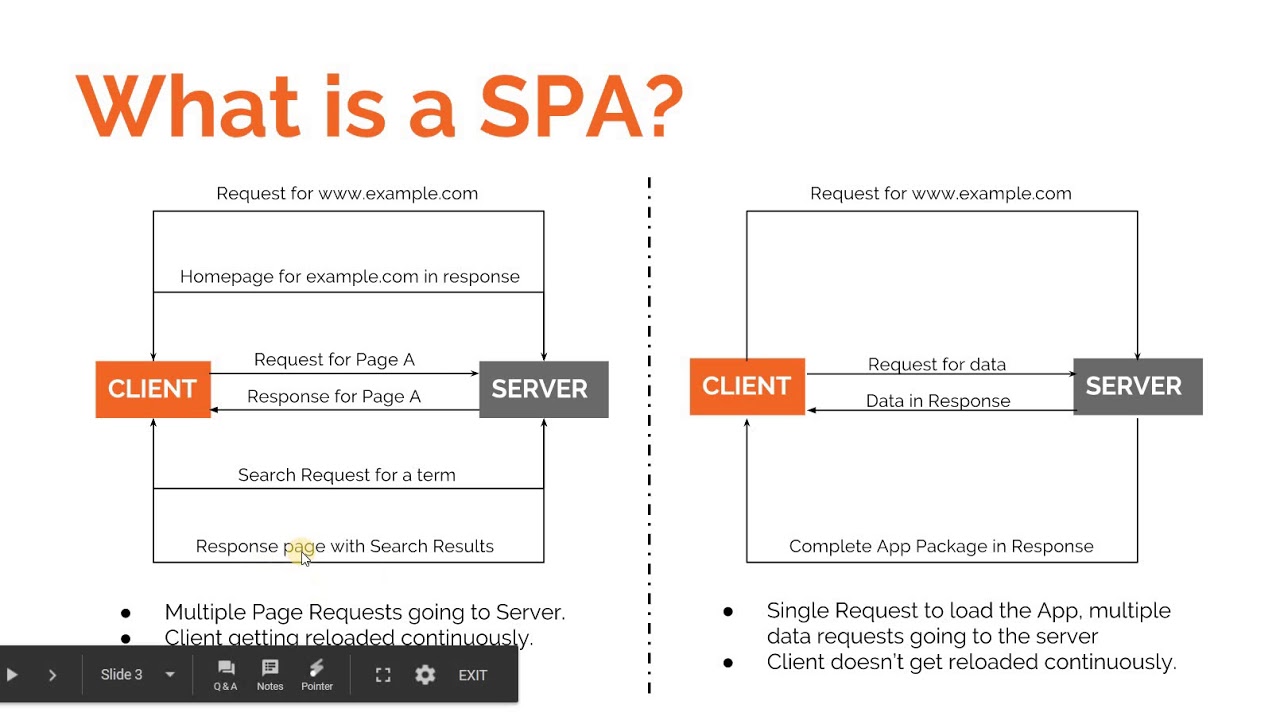 What is a SPA?
Request for www.example.com
Homepage for example.com in response
Request for Page A
CLIENT
SERVER
Response for Page A
Search Request for a term
Response page with Search Results
● Multiple Page Requests going to Server.
● Client getting reloaded continuously.
Request for www.example.com
Request for data
CLIENT
SERVER
Data in Response
Complete App Package in Response
● Single Request to load the App, multiple
data requests going to the server
● Client doesn't get reloaded continuously.
Slide 3
Q & A
Notes
Pointer
EXIT